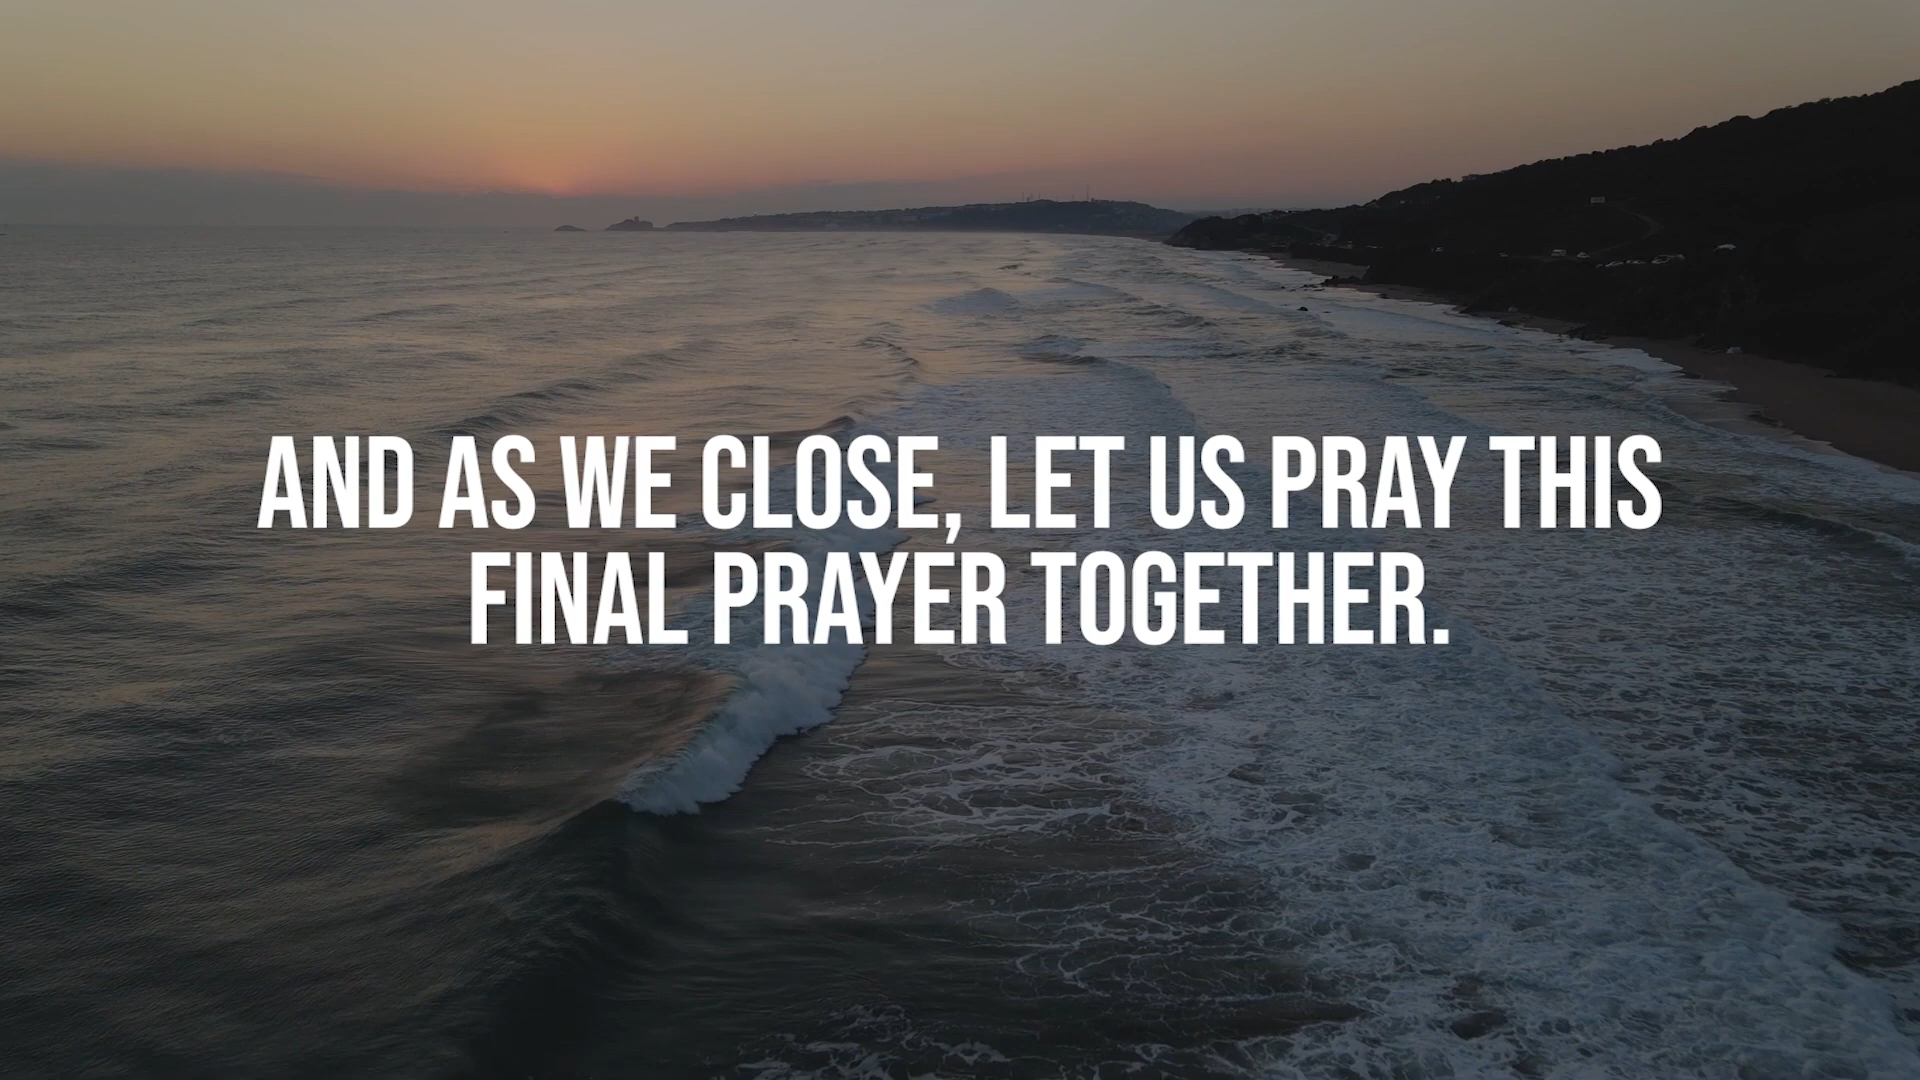 AND AS WE CLOSE, LET US PRAY THIS
FINAL PRAYER TOGETHER.